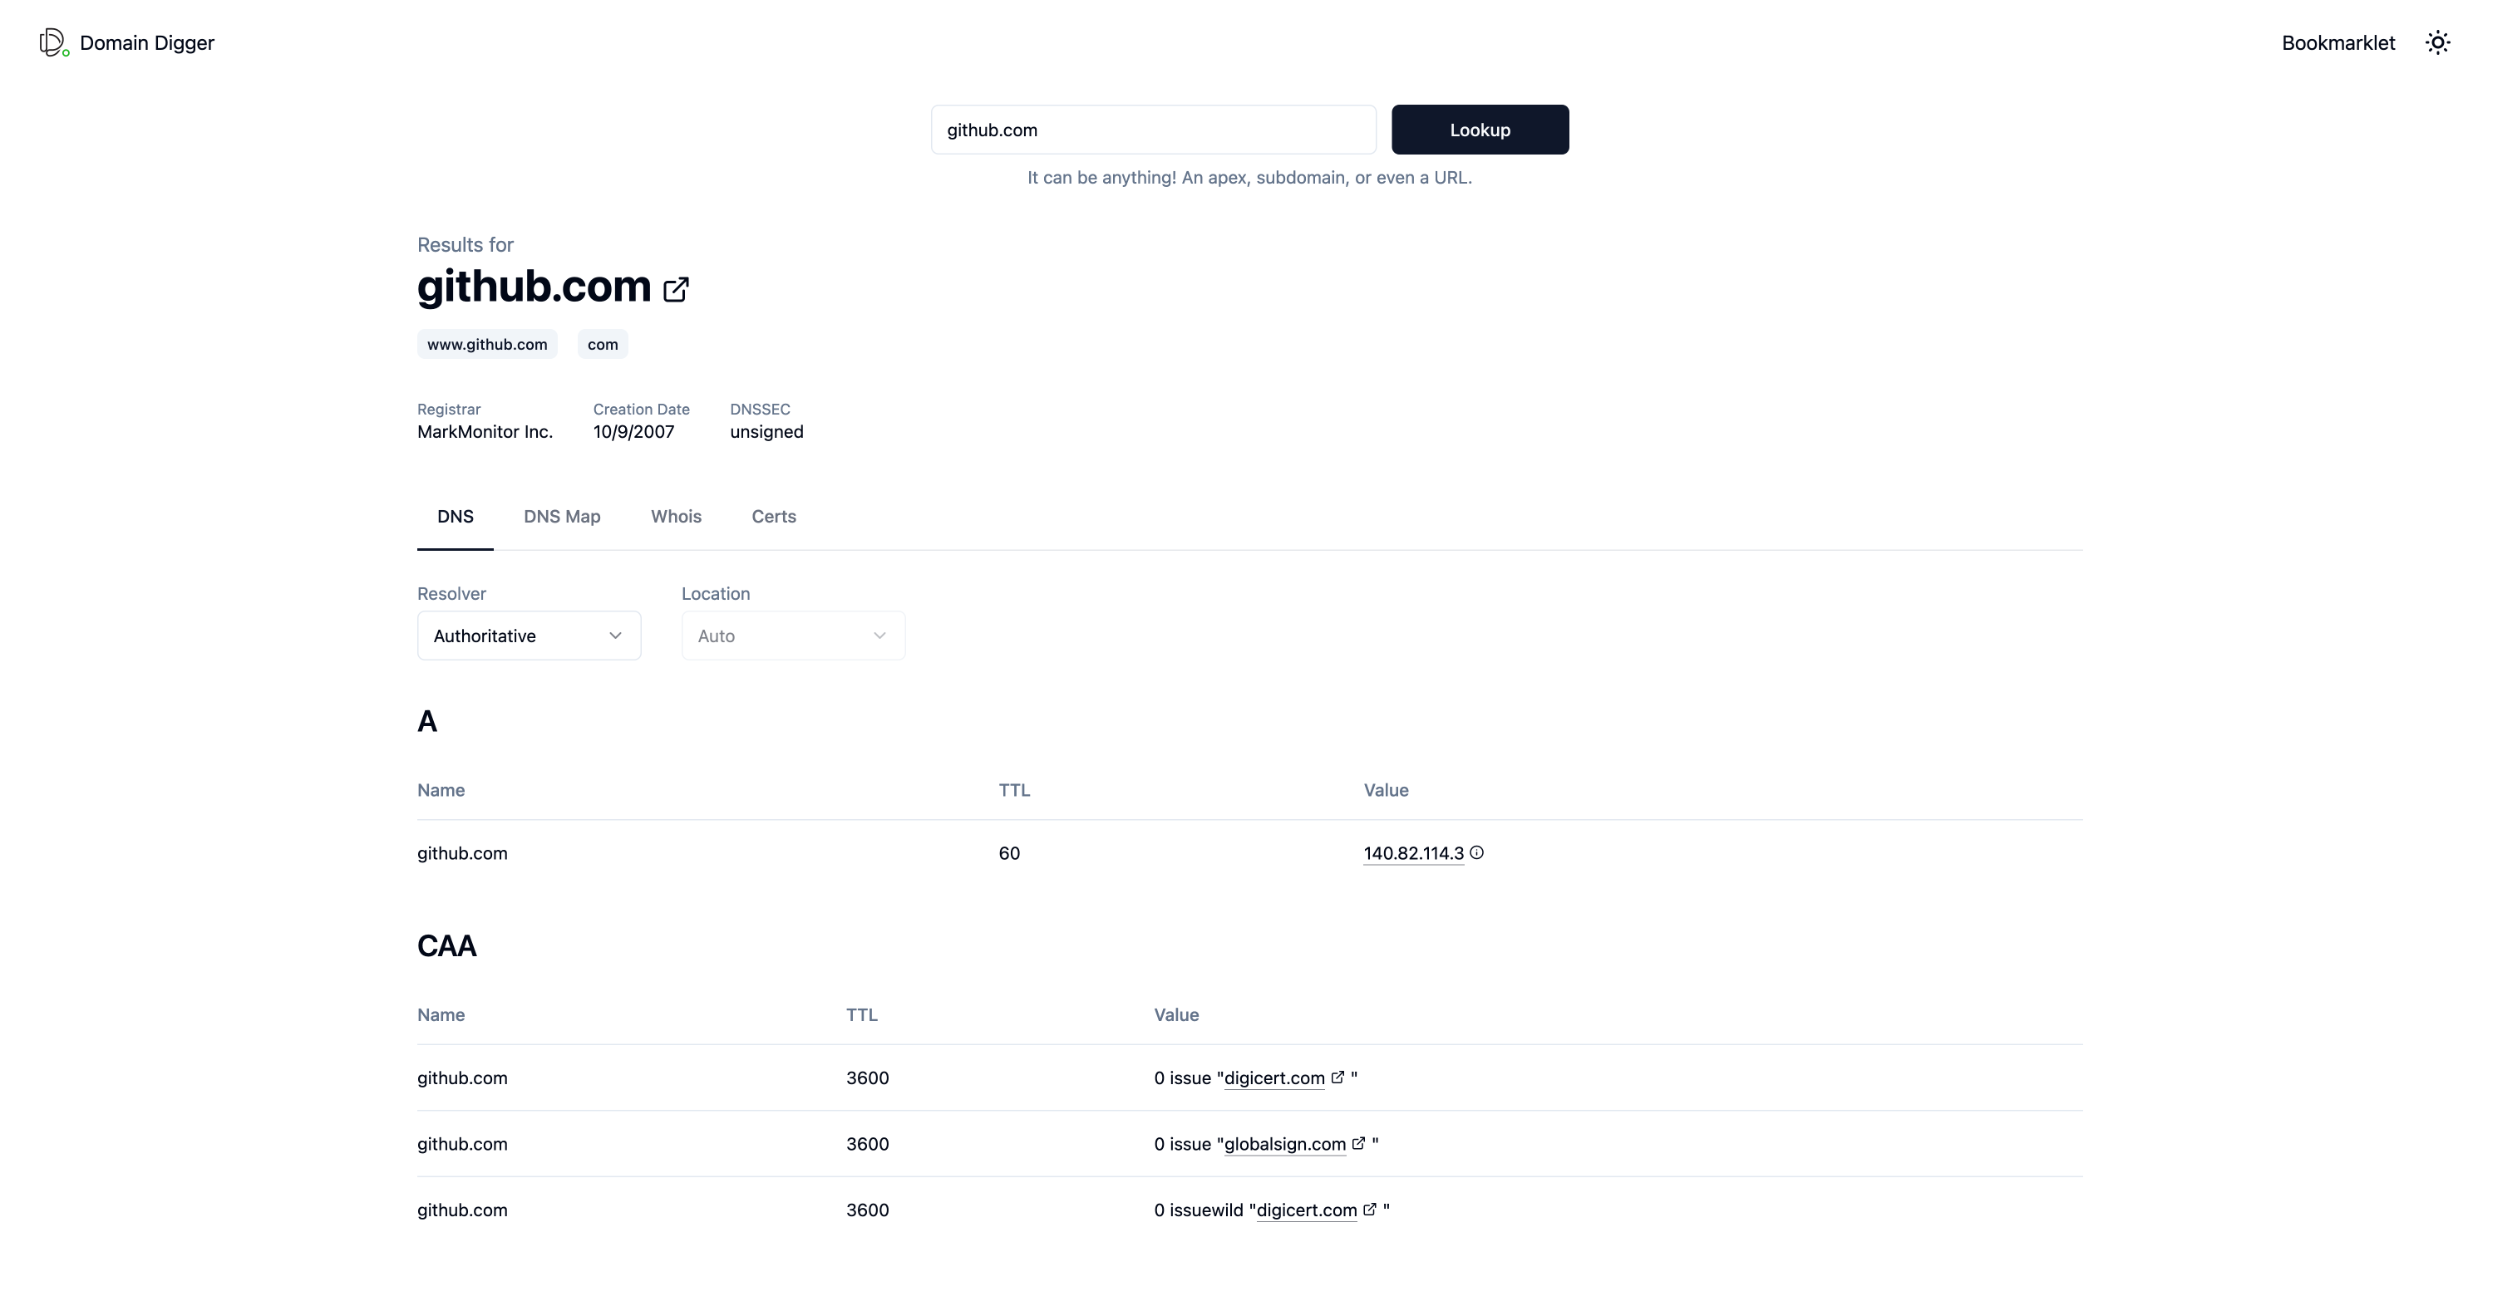 Domain Digger
Bookmarklet
github.com
Lookup
It can be anything! An apex, subdomain, or even a URL.
Results for
github.com
www.github.com com
Registrar Creation Date DNSSEC
MarkMonitor Inc. 10/9/2007 unsigned
DNS DNS Map Whois Certs
Resolver Location
Authoritative Auto
A
Name TTL Value
github.com 60 140.82.114.3
CAA
Name TTL Value
github.com 3600 0 issue "digicert.com "
github.com 3600 0 issue "globalsign.com "
github.com 3600 0 issuewild "digicert.com "